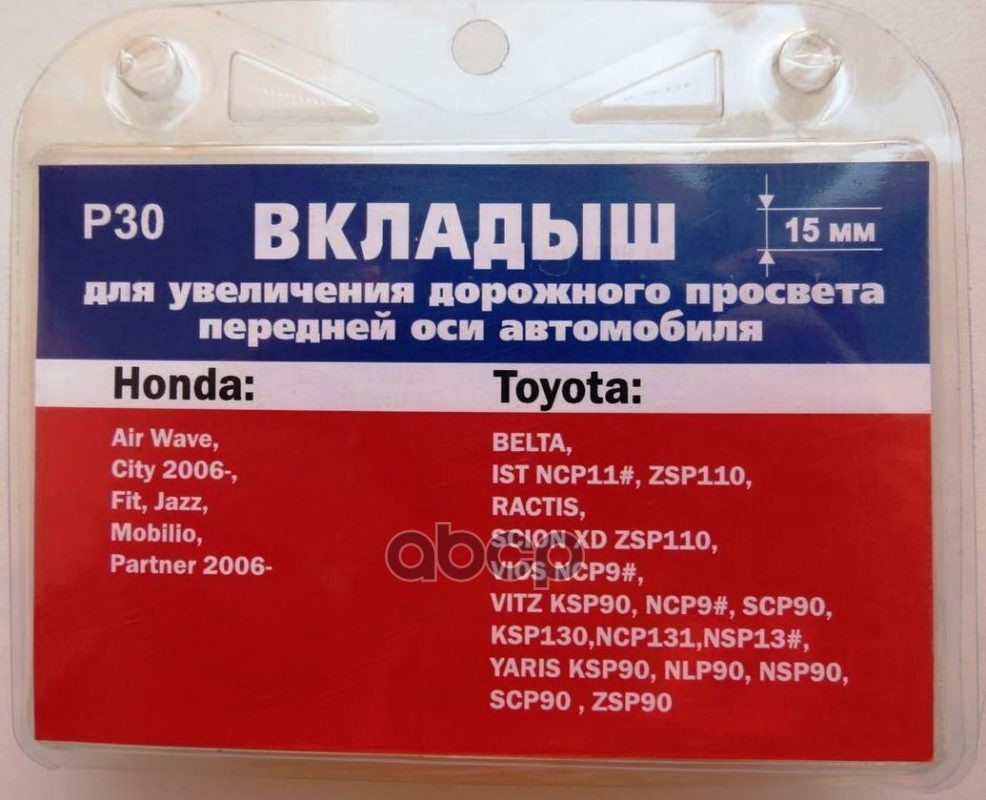 P30
ВКЛАДЫШ
15 мм
для увеличения дорожного просвета
передней оси автомобиля
Honda:
Air Wave,
City 2006-,
Fit, Jazz,
Mobilio,
Partner 2006-
Toyota:
BELTA,
IST NCP11#, ZSP110,
RACTIS,
SCION XD ZSP110,
VIOS NCP9#,
VITZ KSP90, NCP9#, SCP90,
KSP130,NCP131,NSP13#,
YARIS KSP90, NLP90, NSP90,
SCP90 , ZSP90
abcp